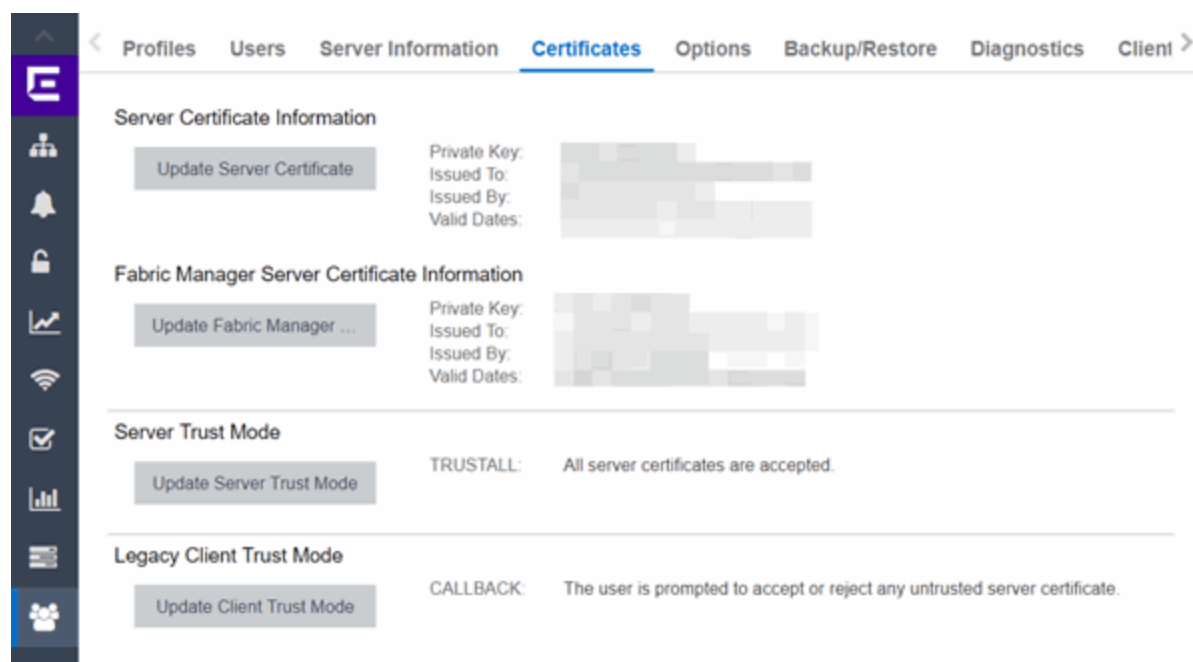 Profiles Users Server Information Certificates Options Backup/Restore Diagnostics Client
Server Certificate Information
Update Server Certificate
Private Key:
Issued To:
Issued By:
Valid Dates:
Fabric Manager Server Certificate Information
Update Fabric Manager ...
Private Key:
Issued To:
Issued By:
Valid Dates:
Server Trust Mode
Update Server Trust Mode
TRUSTALL: All server certificates are accepted.
Legacy Client Trust Mode
Update Client Trust Mode
CALLBACK: The user is prompted to accept or reject any untrusted server certificate.